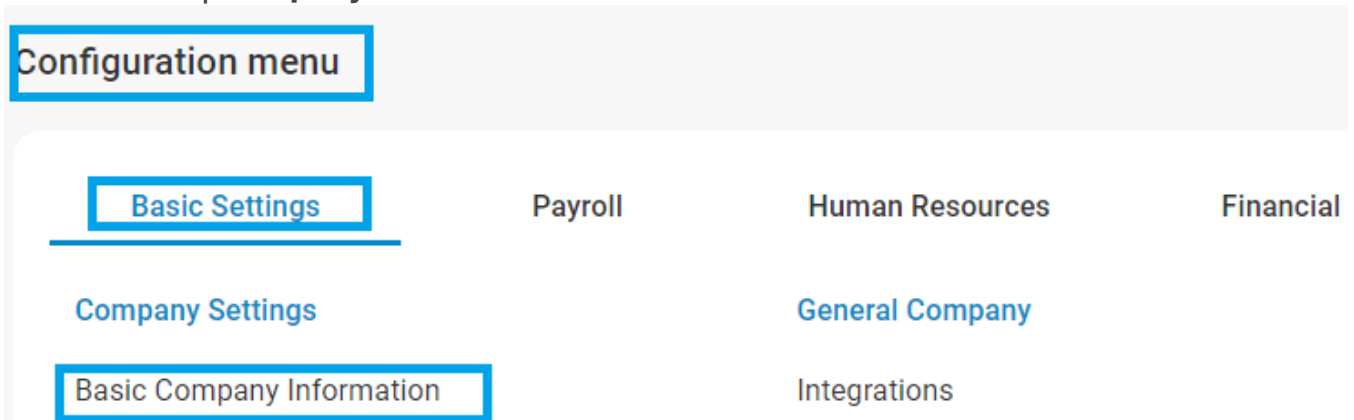 Configuration menu
Basic Settings Payroll Human Resources Financial
Company Settings General Company
Basic Company Information Integrations